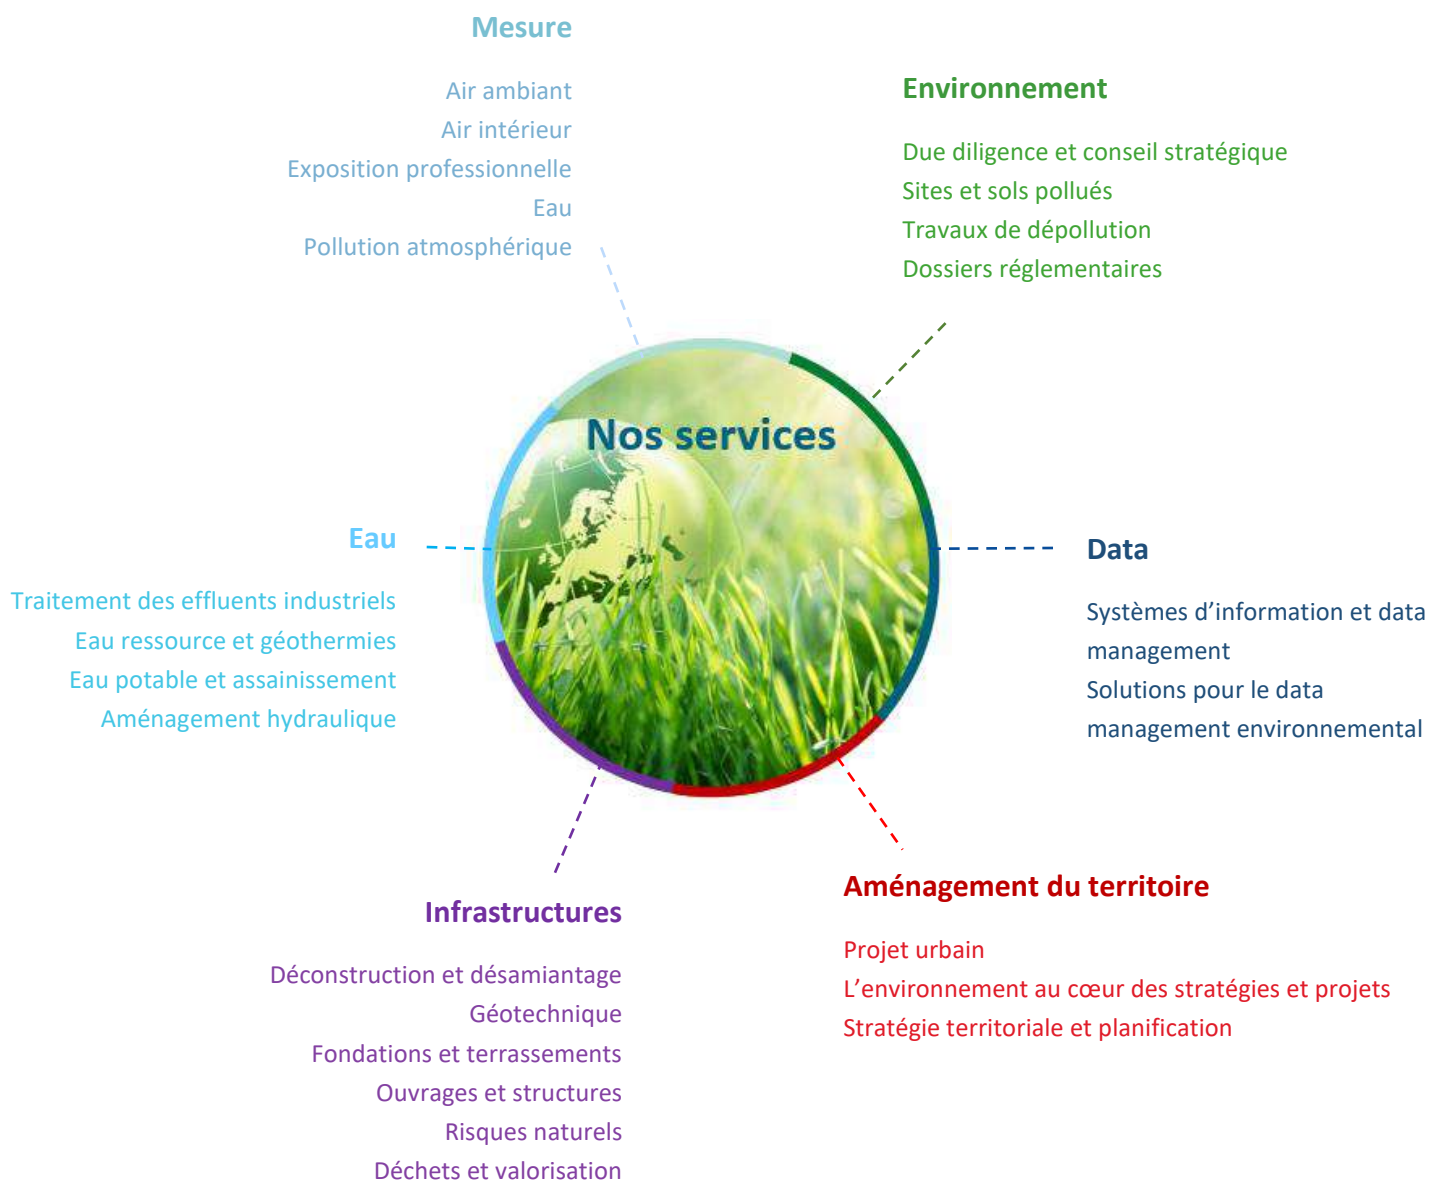 Mesure
Air ambiant
Air intérieur
Exposition professionnelle
Eau
Pollution atmosphérique
Environnement
Due diligence et conseil stratégique
Sites et sols pollués
Travaux de dépollution
Dossiers réglementaires
Nos services
Eau
Traitement des effluents industriels
Eau ressource et géothermies
Eau potable et assainissement
Aménagement hydraulique
Data
Systèmes d’information et data
management
Solutions pour le data
management environnemental
Infrastructures
Déconstruction et désamiantage
Géotechnique
Fondations et terrassements
Ouvrages et structures
Risques naturels
Déchets et valorisation
Aménagement du territoire
Projet urbain
L’environnement au cœur des stratégies et projets
Stratégie territoriale et planification